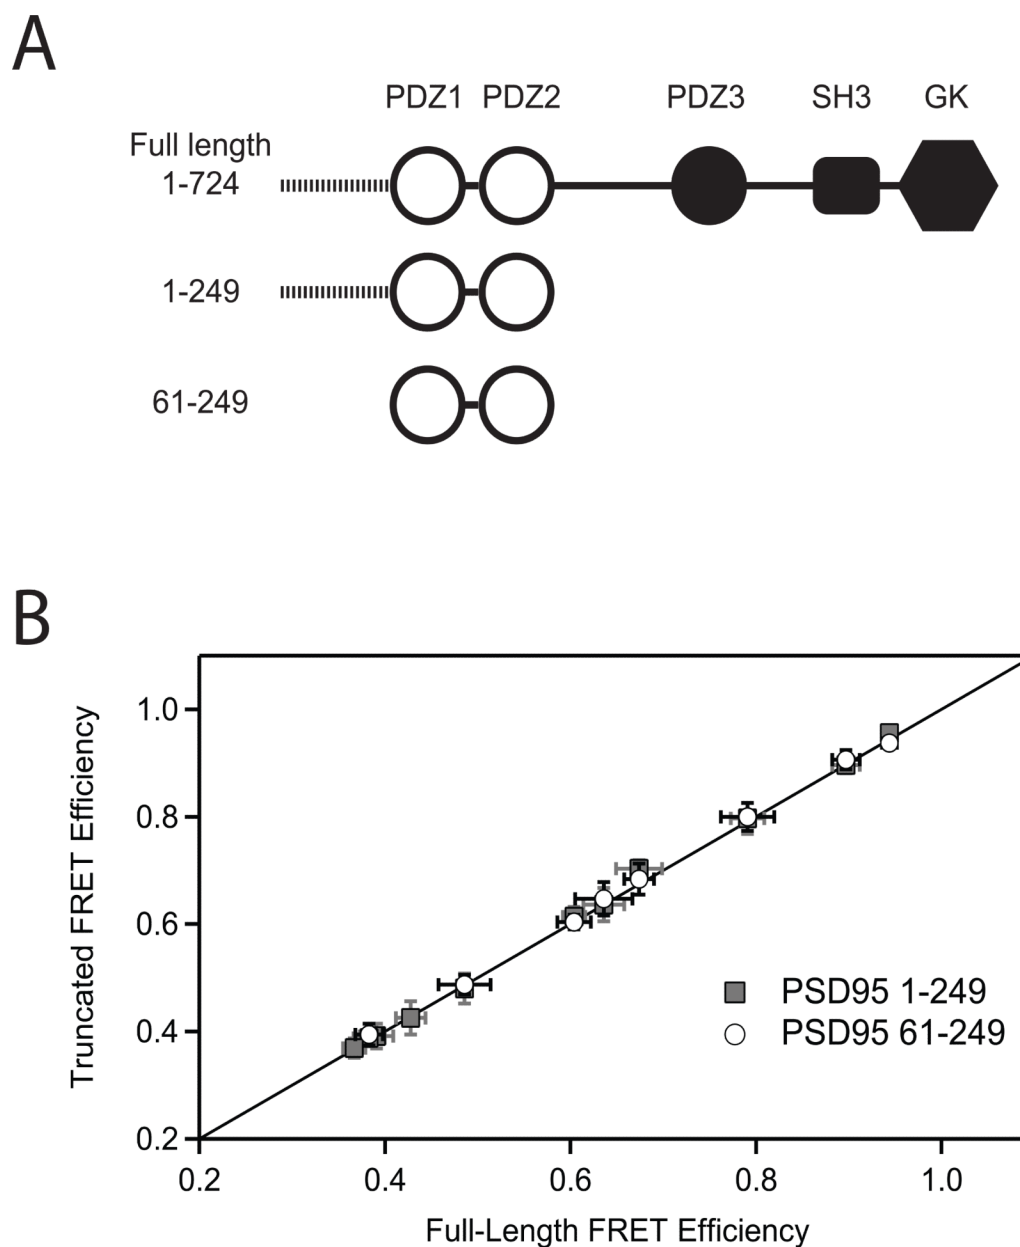 A
PDZ1 PDZ2 PDZ3 SH3 GK
Full length
1-724
1-249
61-249
B
Truncated FRET Efficiency
1.0
0.8
0.6
0.4
0.2
PSD95 1-249
PSD95 61-249
0.2 0.4 0.6 0.8 1.0
Full-Length FRET Efficiency